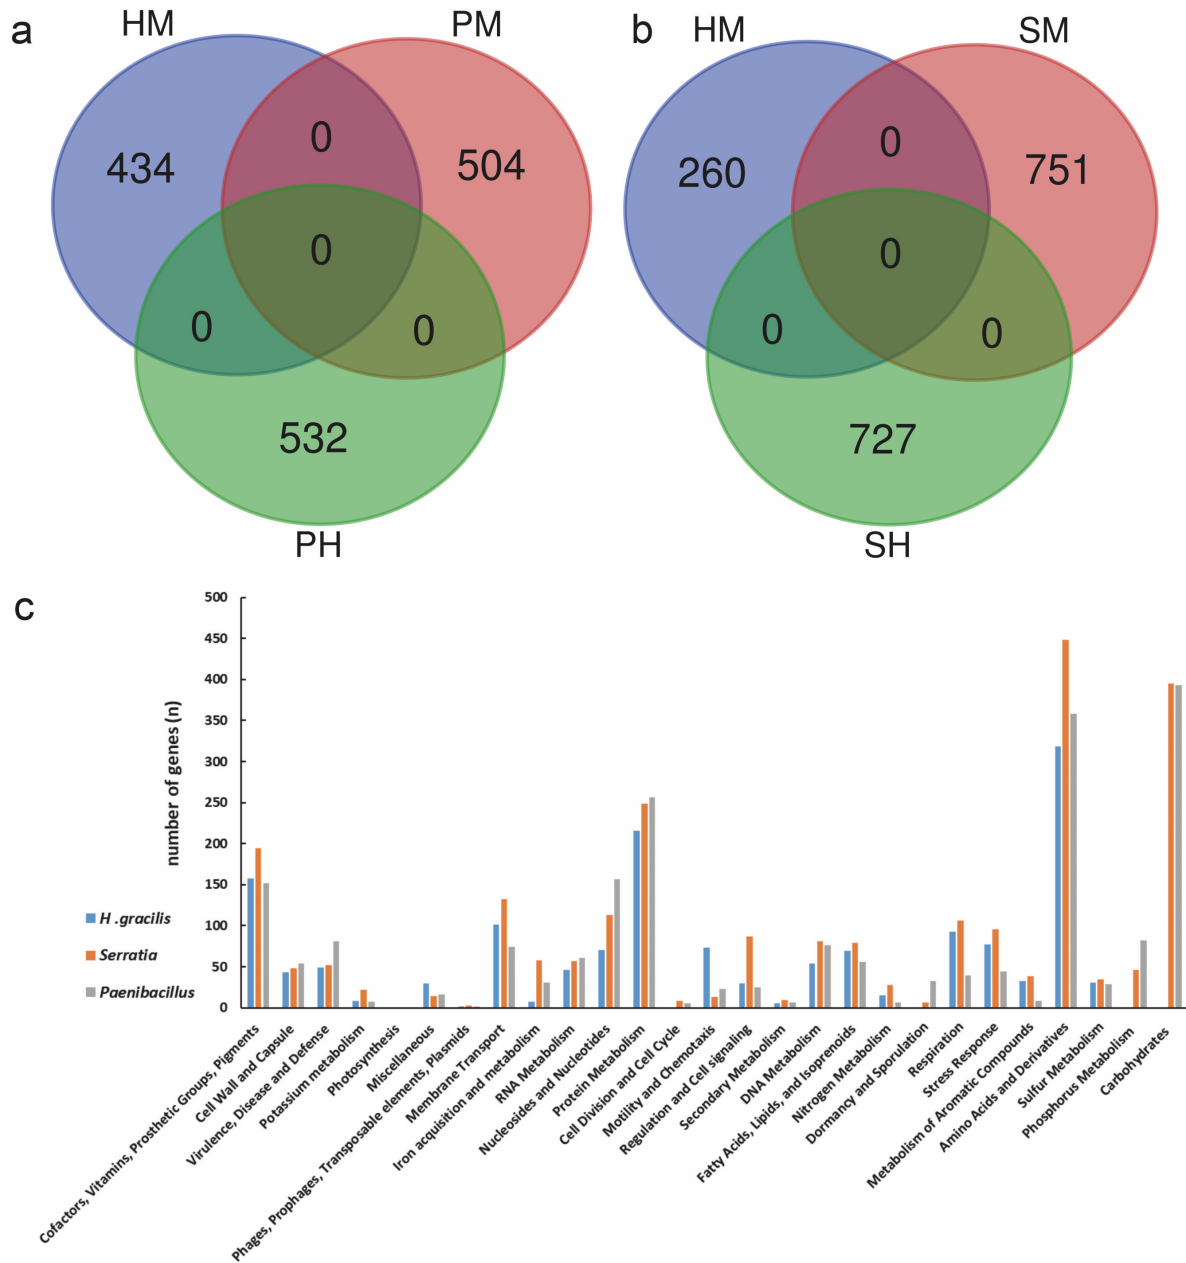 a
HM
PM
434
0
504
0
0
0
532
PH
b
HM
SM
260
0
751
0
0
0
727
SH
c
number of genes (n)
500
450
400
350
300
250
200
150
100
50
0
H .gracilis
Serratia
Paenibacillus
Cofactors, Vitamins, Prosthetic Groups, Pigments
Cell Wall and Capsule
Virulence, Disease and Defense
Potassium metabolism
Photosynthesis
Miscellaneous
Phages, Prophages, Transposable elements, Plasmids
Membrane Transport
Iron acquisition and metabolism
RNA Metabolism
Nucleosides and Nucleotides
Protein Metabolism
Cell Division and Cell Cycle
Motility and Chemotaxis
Regulation and Cell signaling
Secondary Metabolism
DNA Metabolism
Fatty Acids, Lipids, and Isoprenoids
Nitrogen Metabolism
Dormancy and Sporulation
Respiration
Stress Response
Metabolism of Aromatic Compounds
Amino Acids and Derivatives
Sulfur Metabolism
Phosphorus Metabolism
Carbohydrates